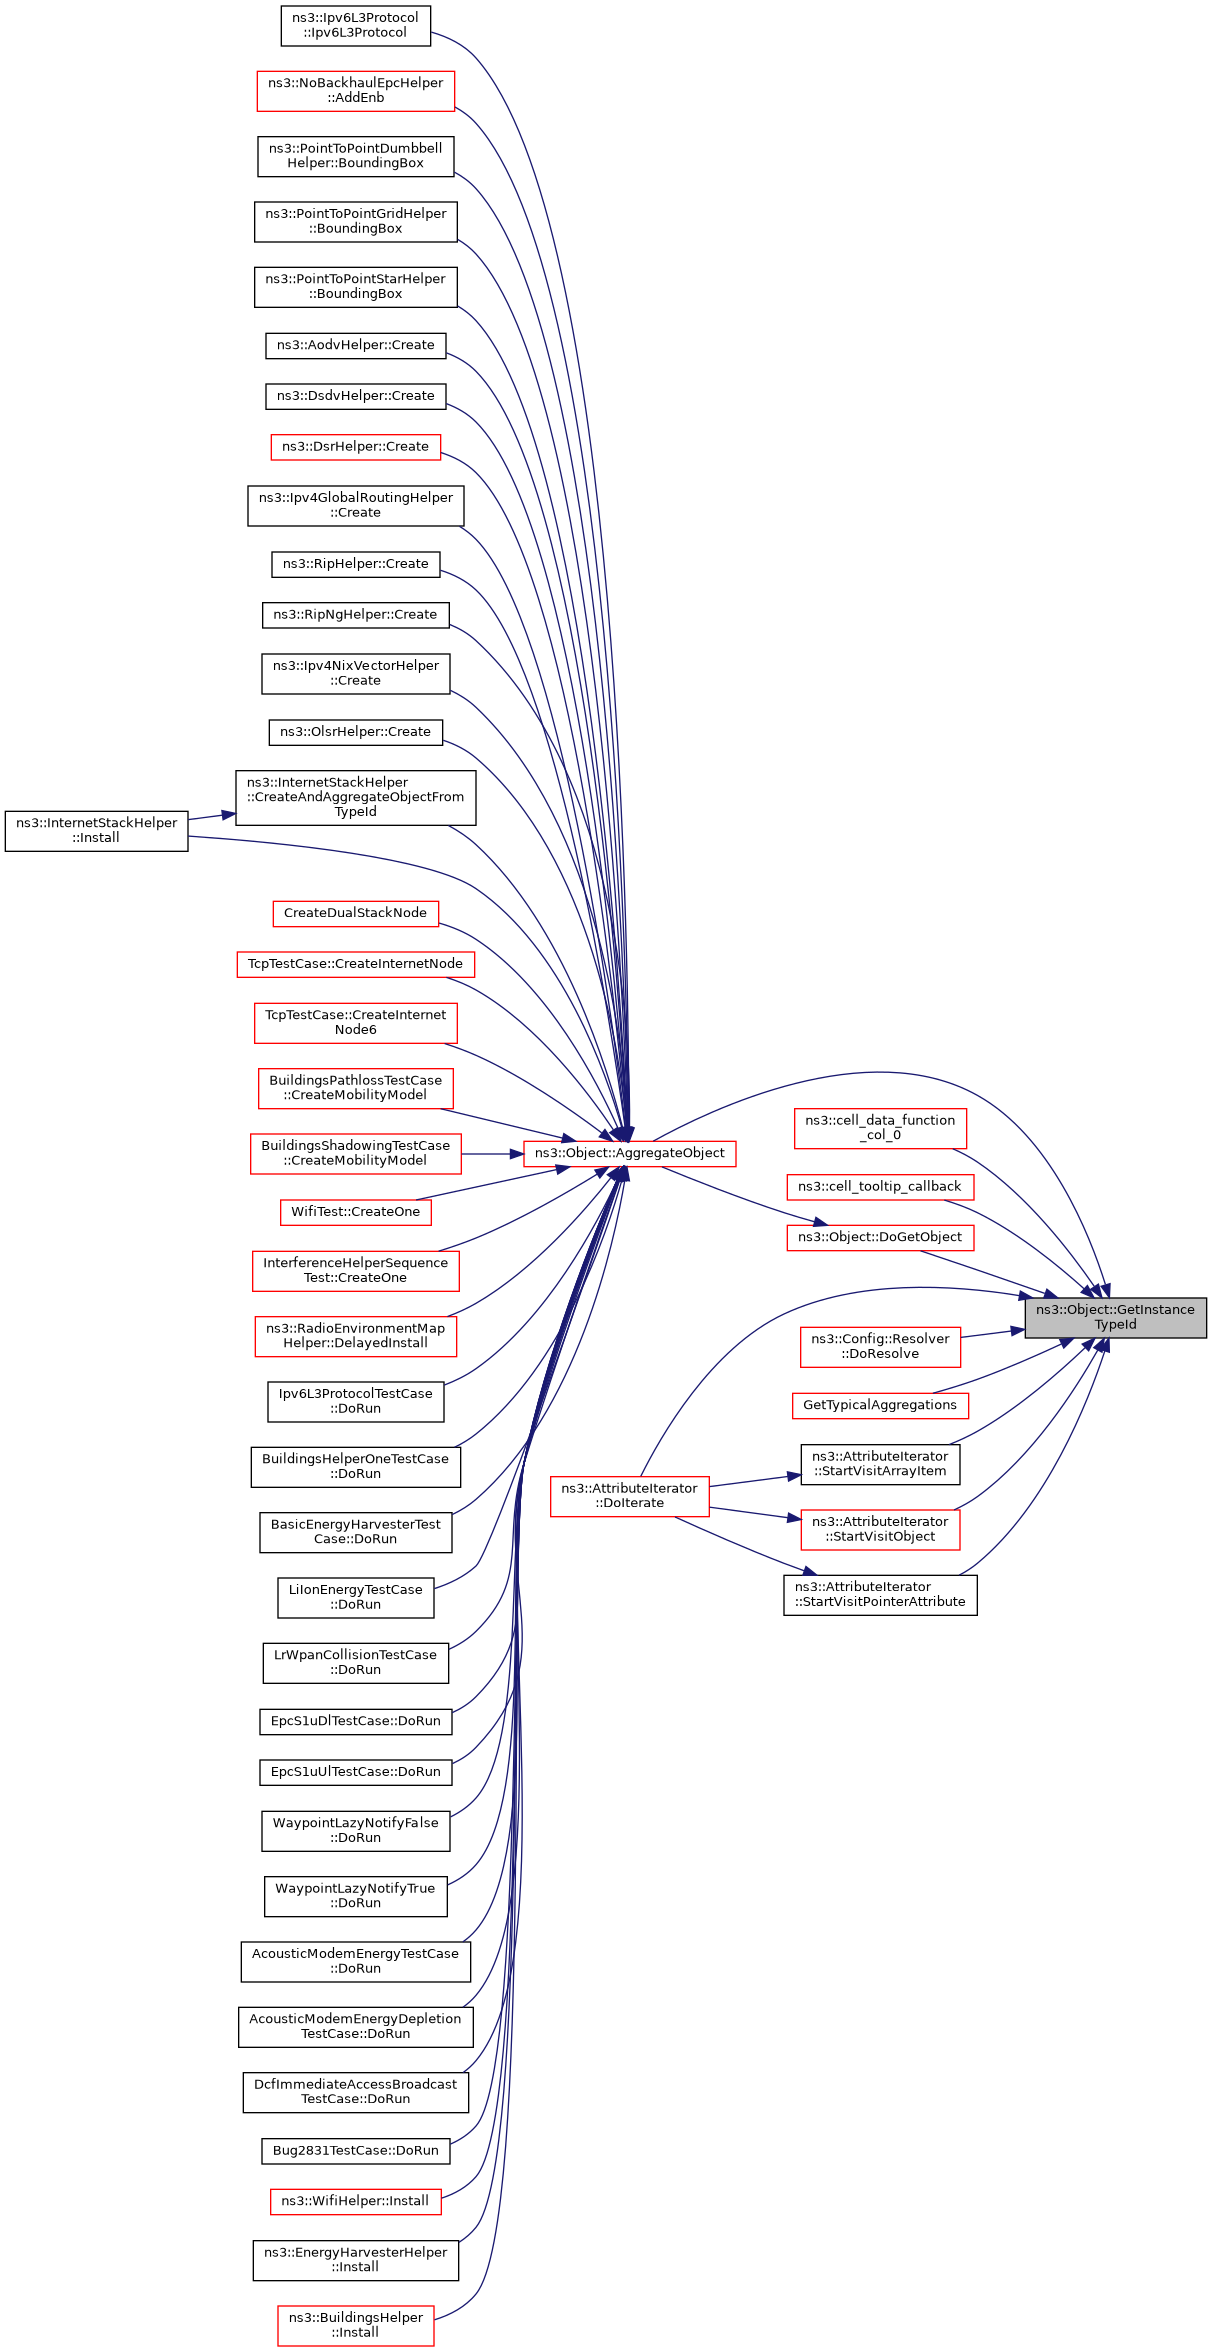 ns3::Ipv6L3Protocol
::Ipv6L3Protocol
ns3::NoBackhaulEpcHelper
::AddEnb
ns3::PointToPointDumbbell
Helper::BoundingBox
ns3::PointToPointGridHelper
::BoundingBox
ns3::PointToPointStarHelper
::BoundingBox
ns3::AodvHelper::Create
ns3::DsdvHelper::Create
ns3::DsrHelper::Create
ns3::Ipv4GlobalRoutingHelper
::Create
ns3::RipHelper::Create
ns3::RipNgHelper::Create
ns3::Ipv4NixVectorHelper
::Create
ns3::OlsrHelper::Create
ns3::InternetStackHelper
::CreateAndAggregateObjectFrom
TypeId
ns3::InternetStackHelper
::Install
CreateDualStackNode
TcpTestCase::CreateInternetNode
TcpTestCase::CreateInternet
Node6
BuildingsPathlossTestCase
::CreateMobilityModel
BuildingsShadowingTestCase
::CreateMobilityModel
WifiTest::CreateOne
InterferenceHelperSequence
Test::CreateOne
ns3::RadioEnvironmentMap
Helper::DelayedInstall
Ipv6L3ProtocolTestCase
::DoRun
BuildingsHelperOneTestCase
::DoRun
BasicEnergyHarvesterTest
Case::DoRun
LiIonEnergyTestCase
::DoRun
LrWpanCollisionTestCase
::DoRun
EpcS1uDlTestCase::DoRun
EpcS1uUlTestCase::DoRun
WaypointLazyNotifyFalse
::DoRun
WaypointLazyNotifyTrue
::DoRun
AcousticModemEnergyTestCase
::DoRun
AcousticModemEnergyDepletion
TestCase::DoRun
DcfImmediateAccessBroadcast
TestCase::DoRun
Bug2831TestCase::DoRun
ns3::WifiHelper::Install
ns3::EnergyHarvesterHelper
::Install
ns3::BuildingsHelper
::Install
ns3::Object::AggregateObject
ns3::cell_data_function
_col_0
ns3::cell_tooltip_callback
ns3::Object::DoGetObject
ns3::Object::GetInstance
TypeId
ns3::Config::Resolver
::DoResolve
GetTypicalAggregations
ns3::AttributeIterator
::StartVisitArrayItem
ns3::AttributeIterator
::DoIterate
ns3::AttributeIterator
::StartVisitObject
ns3::AttributeIterator
::StartVisitPointerAttribute